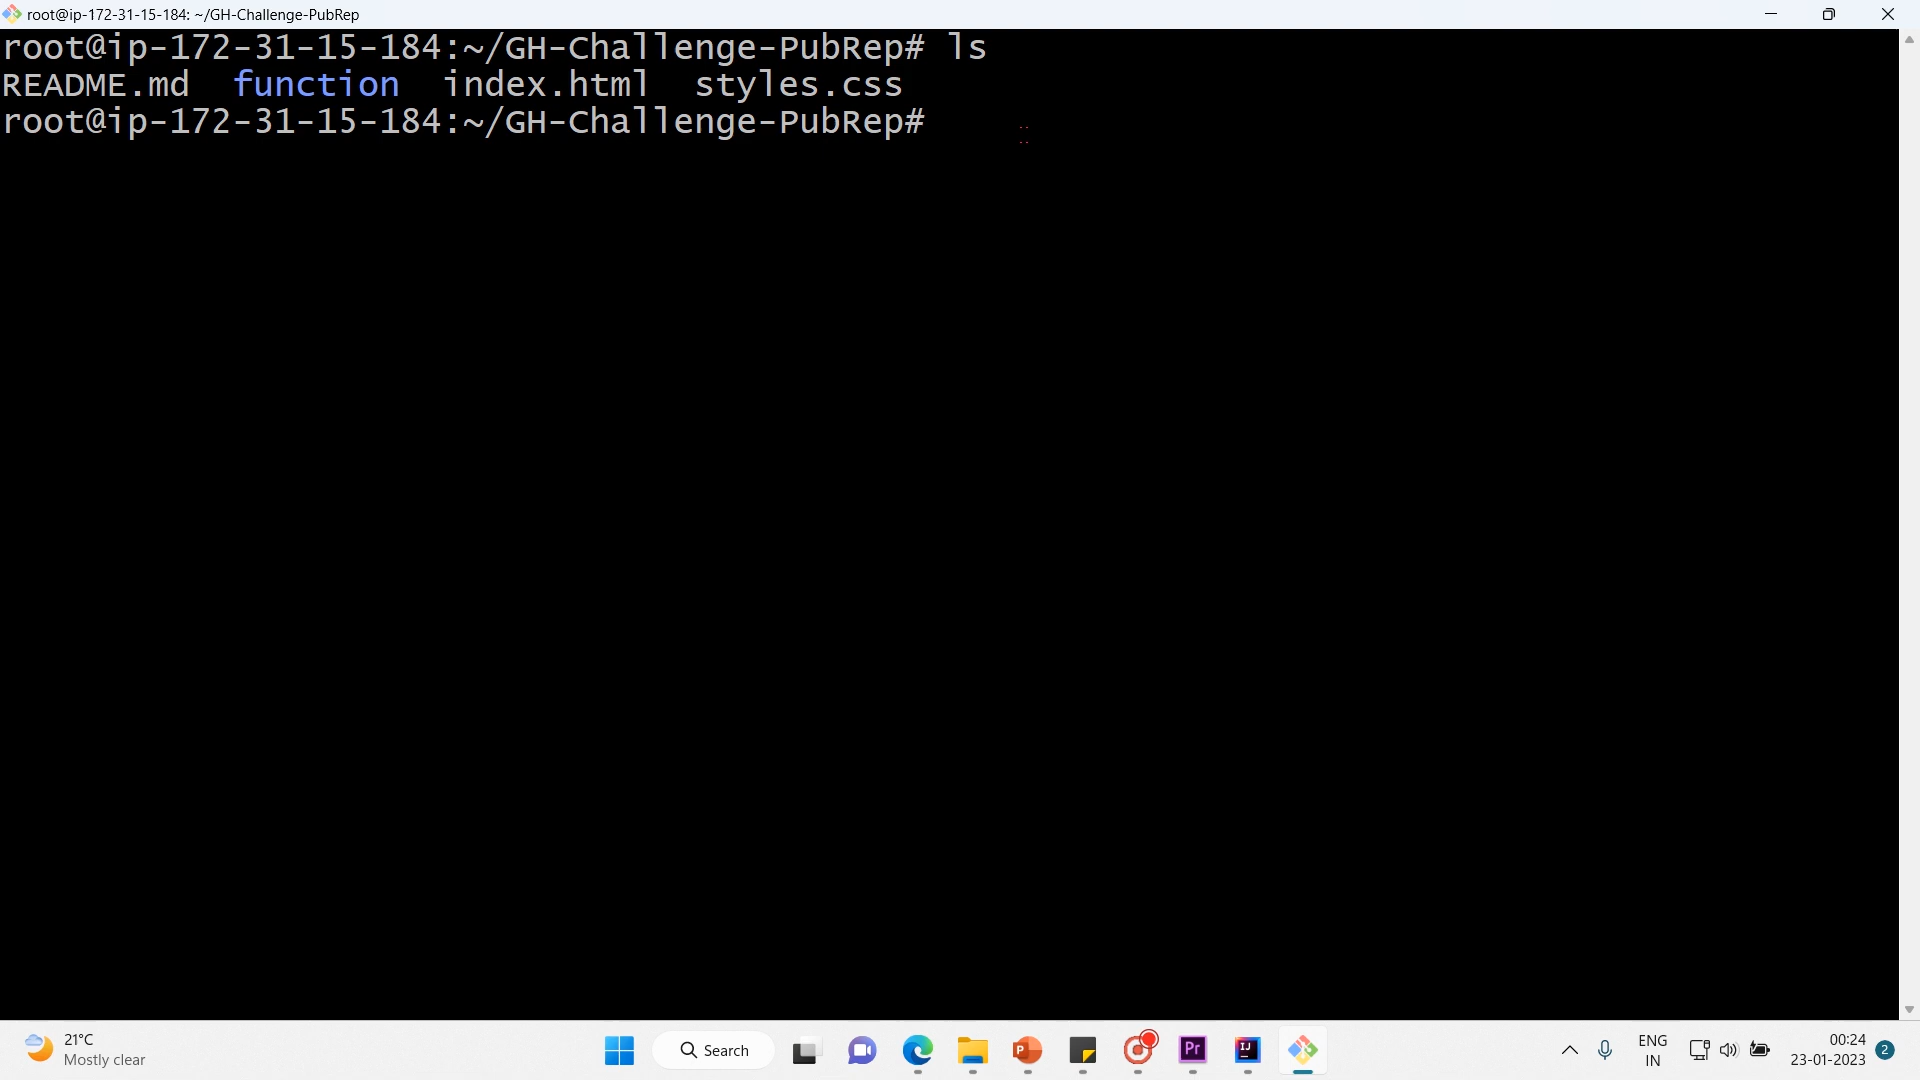 root@ip-172-31-15-184: ~/GH-Challenge-PubRep
root@ip-172-31-15-184:~/GH-Challenge-PubRep# ls
README.md  function  index.html  styles.css
root@ip-172-31-15-184:~/GH-Challenge-PubRep#
21°C
Mostly clear
Search
P
Pr
IJ
ENG
IN
00:24
23-01-2023
2